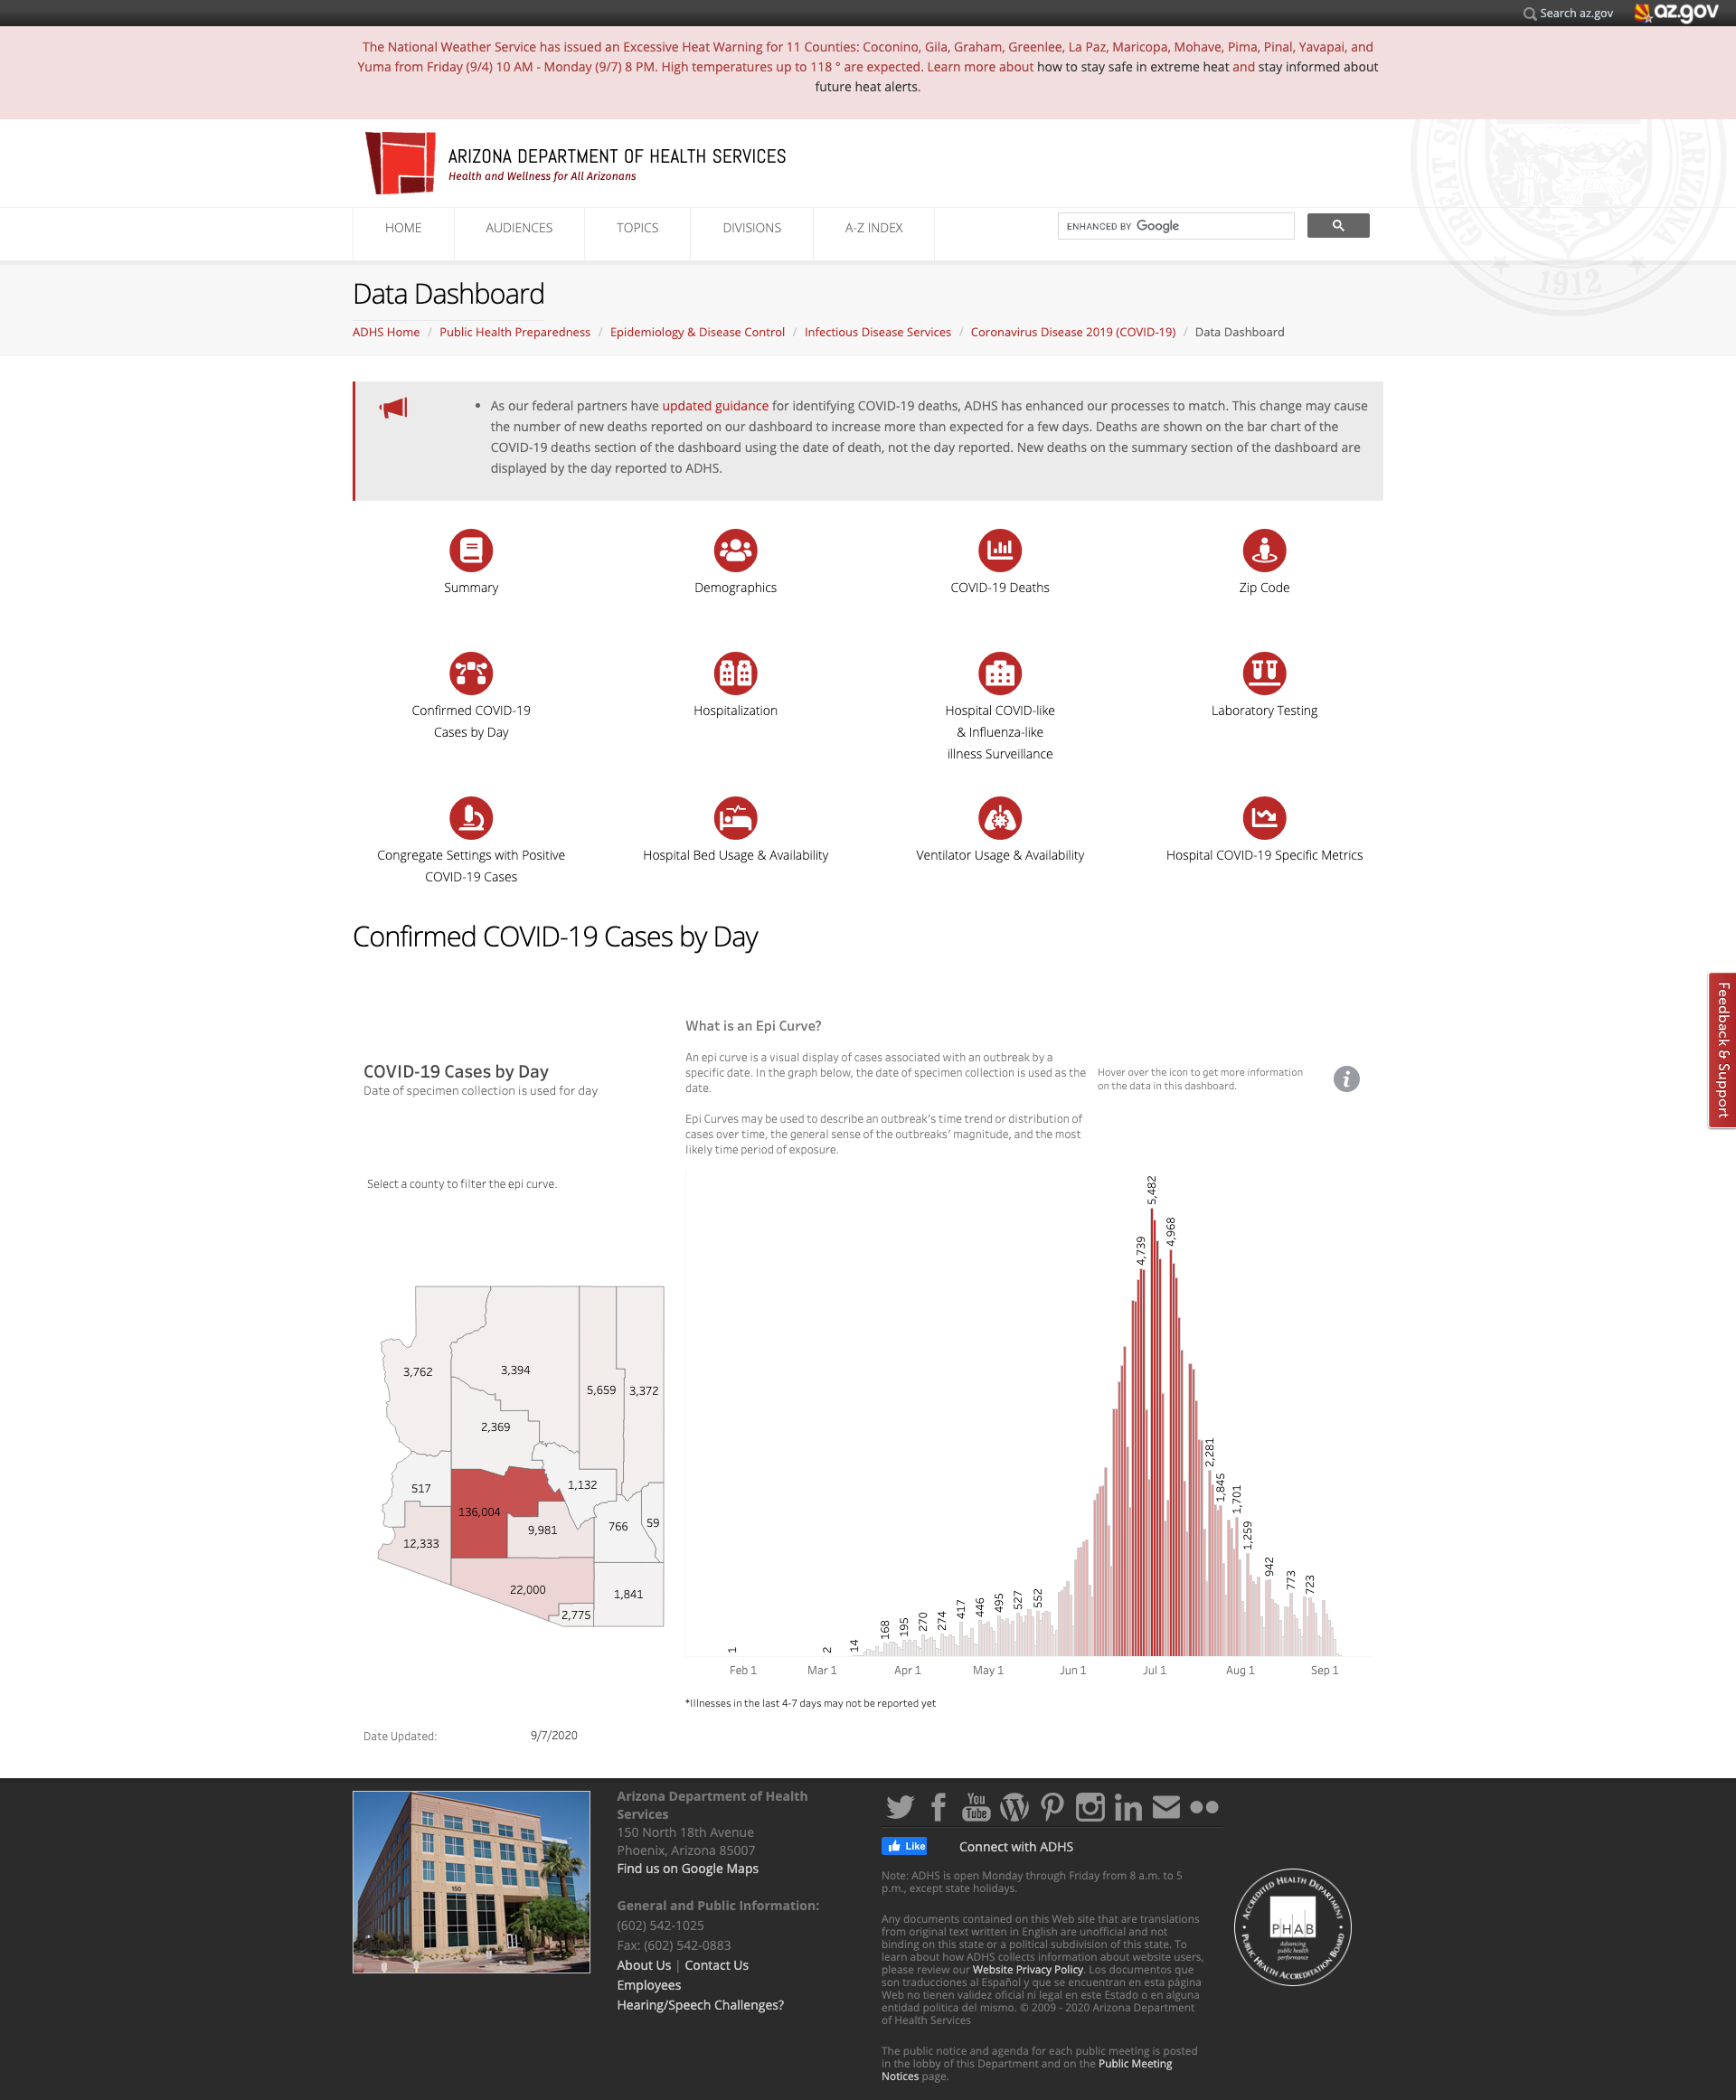 Search az.gov
az.gov
The National Weather Service has issued an Excessive Heat Warning for 11 Counties: Coconino, Gila, Graham, Greenlee, La Paz, Maricopa, Mohave, Pima, Pinal, Yavapai, and
Yuma from Friday (9/4) 10 AM - Monday (9/7) 8 PM. High temperatures up to 118 ° are expected. Learn more about how to stay safe in extreme heat and stay informed about
future heat alerts.
ARIZONA DEPARTMENT OF HEALTH SERVICES
Health and Wellness for All Arizonans
GREAT SE ARIZONA
1912
HOME
AUDIENCES
TOPICS
DIVISIONS
A-Z INDEX
ENHANCED BY Google
Data Dashboard
ADHS Home / Public Health Preparedness / Epidemiology & Disease Control / Infectious Disease Services / Coronavirus Disease 2019 (COVID-19) / Data Dashboard
• As our federal partners have updated guidance for identifying COVID-19 deaths, ADHS has enhanced our processes to match. This change may cause
the number of new deaths reported on our dashboard to increase more than expected for a few days. Deaths are shown on the bar chart of the
COVID-19 deaths section of the dashboard using the date of death, not the day reported. New deaths on the summary section of the dashboard are
displayed by the day reported to ADHS.
Summary
Demographics
COVID-19 Deaths
Zip Code
Confirmed COVID-19
Cases by Day
Hospitalization
Hospital COVID-like
& Influenza-like
illness Surveillance
Laboratory Testing
Congregate Settings with Positive
COVID-19 Cases
Hospital Bed Usage & Availability
Ventilator Usage & Availability
Hospital COVID-19 Specific Metrics
Confirmed COVID-19 Cases by Day
Feedback & Support
COVID-19 Cases by Day
Date of specimen collection is used for day
What is an Epi Curve?
An epi curve is a visual display of cases associated with an outbreak by a
specific date. In the graph below, the date of specimen collection is used as the
date.
Epi Curves may be used to describe an outbreak's time trend or distribution of
cases over time, the general sense of the outbreaks' magnitude, and the most
likely time period of exposure.
Hover over the icon to get more information
on the data in this dashboard.
i
Select a county to filter the epi curve.
3,762
3,394
5,659
3,372
2,369
517
1,132
136,004
9,981
766
59
12,333
22,000
1,841
2,775
1
2
14
168
195
270
274
417
446
495
527
552
4,739
5,482
4,968
2,281
1,845
1,701
1,259
942
773
723
Feb 1
Mar 1
Apr 1
May 1
Jun 1
Jul 1
Aug 1
Sep 1
*Illnesses in the last 4-7 days may not be reported yet
Date Updated:
9/7/2020
150
Arizona Department of Health
Services
150 North 18th Avenue
Phoenix, Arizona 85007
Find us on Google Maps
General and Public Information:
(602) 542-1025
Fax: (602) 542-0883
About Us | Contact Us
Employees
Hearing/Speech Challenges?
You
Tube
in
Like
Connect with ADHS
Note: ADHS is open Monday through Friday from 8 a.m. to 5
p.m., except state holidays.
Any documents contained on this Web site that are translations
from original text written in English are unofficial and not
binding on this state or a political subdivision of this state. To
learn about how ADHS collects information about website users,
please review our Website Privacy Policy. Los documentos que
son traducciones al Español y que se encuentran en esta página
Web no tienen validez oficial ni legal en este Estado o en alguna
entidad politica del mismo. © 2009 - 2020 Arizona Department
of Health Services
The public notice and agenda for each public meeting is posted
in the lobby of this Department and on the Public Meeting
Notices page.
ACCREDITED HEALTH DEPARTMENT
PHAB
Advancing
public health
performance
PUBLIC HEALTH ACCREDITATION BOARD